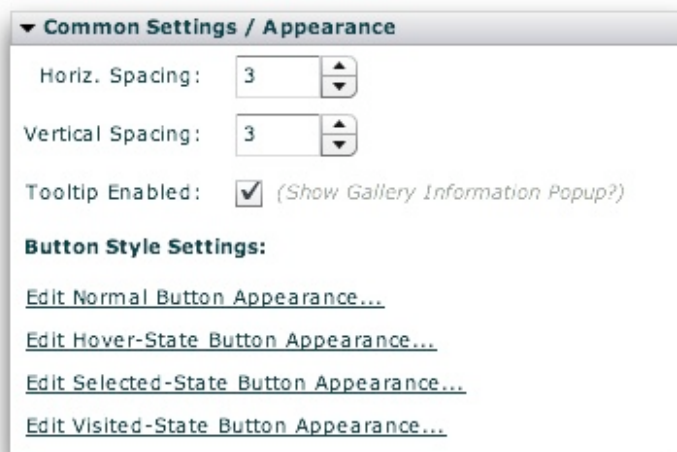 Common Settings / Appearance
Horiz. Spacing: 3
Vertical Spacing: 3
Tooltip Enabled: (Show Gallery Information Popup?)
Button Style Settings:
Edit Normal Button Appearance...
Edit Hover-State Button Appearance...
Edit Selected-State Button Appearance...
Edit Visited-State Button Appearance...